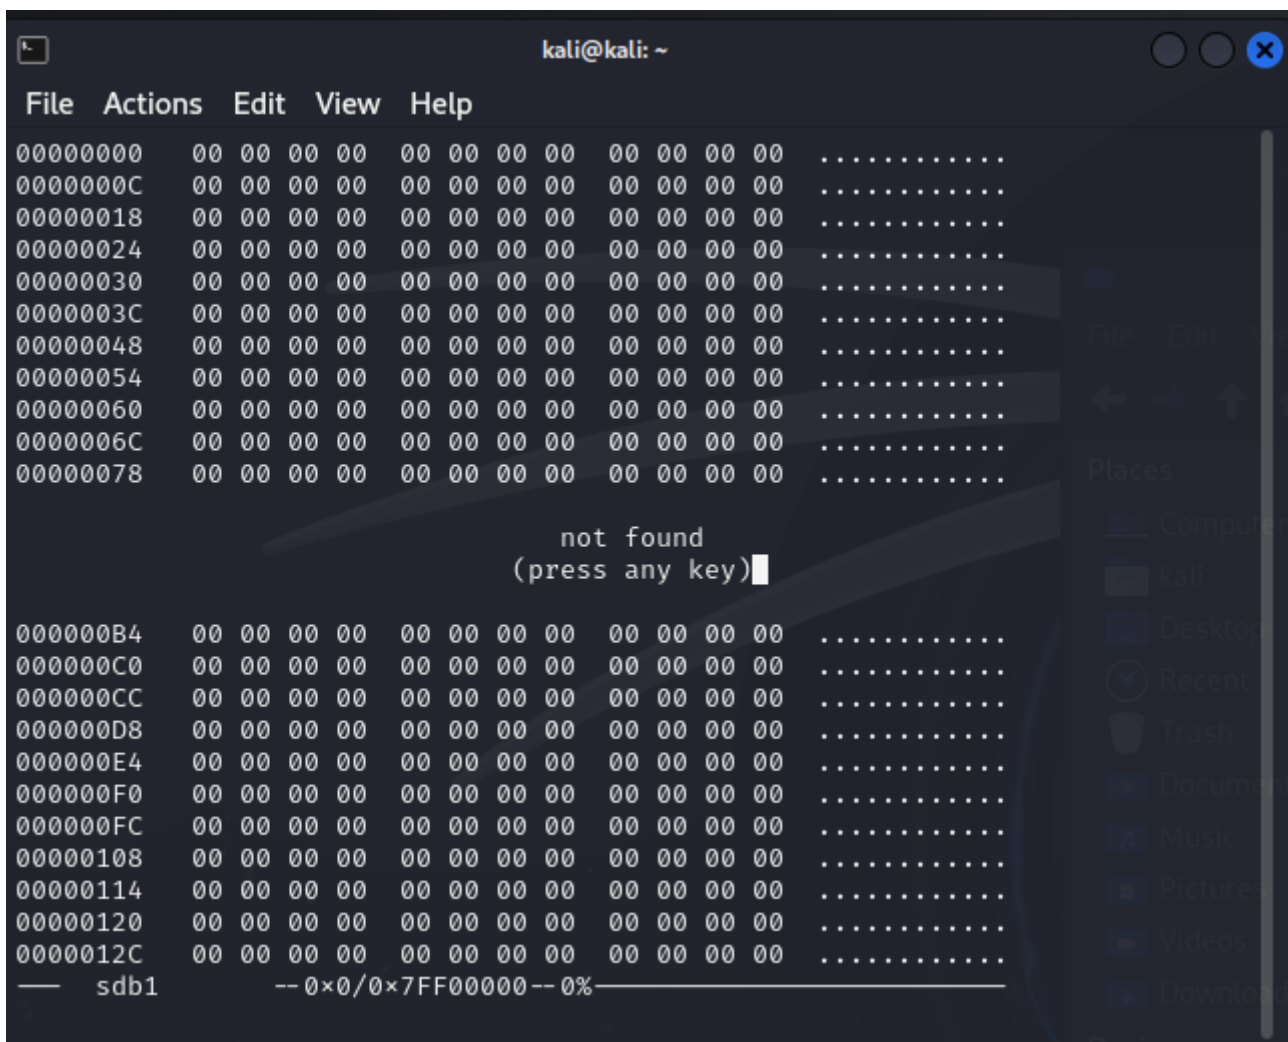 kali@kali: ~
File Actions Edit View Help
00000000 00 00 00 00 00 00 00 00 00 00 00 00 ............
0000000C 00 00 00 00 00 00 00 00 00 00 00 00 ............
00000018 00 00 00 00 00 00 00 00 00 00 00 00 ............
00000024 00 00 00 00 00 00 00 00 00 00 00 00 ............
00000030 00 00 00 00 00 00 00 00 00 00 00 00 ............
0000003C 00 00 00 00 00 00 00 00 00 00 00 00 ............
00000048 00 00 00 00 00 00 00 00 00 00 00 00 ............
00000054 00 00 00 00 00 00 00 00 00 00 00 00 ............
00000060 00 00 00 00 00 00 00 00 00 00 00 00 ............
0000006C 00 00 00 00 00 00 00 00 00 00 00 00 ............
00000078 00 00 00 00 00 00 00 00 00 00 00 00 ............
not found
(press any key)
000000B4 00 00 00 00 00 00 00 00 00 00 00 00 ............
000000C0 00 00 00 00 00 00 00 00 00 00 00 00 ............
000000CC 00 00 00 00 00 00 00 00 00 00 00 00 ............
000000D8 00 00 00 00 00 00 00 00 00 00 00 00 ............
000000E4 00 00 00 00 00 00 00 00 00 00 00 00 ............
000000F0 00 00 00 00 00 00 00 00 00 00 00 00 ............
000000FC 00 00 00 00 00 00 00 00 00 00 00 00 ............
00000108 00 00 00 00 00 00 00 00 00 00 00 00 ............
00000114 00 00 00 00 00 00 00 00 00 00 00 00 ............
00000120 00 00 00 00 00 00 00 00 00 00 00 00 ............
0000012C 00 00 00 00 00 00 00 00 00 00 00 00 ............
--- sdb1 --0×0/0×7FF00000--0%--------------------------
File Edit
Places
kali
Desktop
Recent
Trash
Music
Pictures
Videos